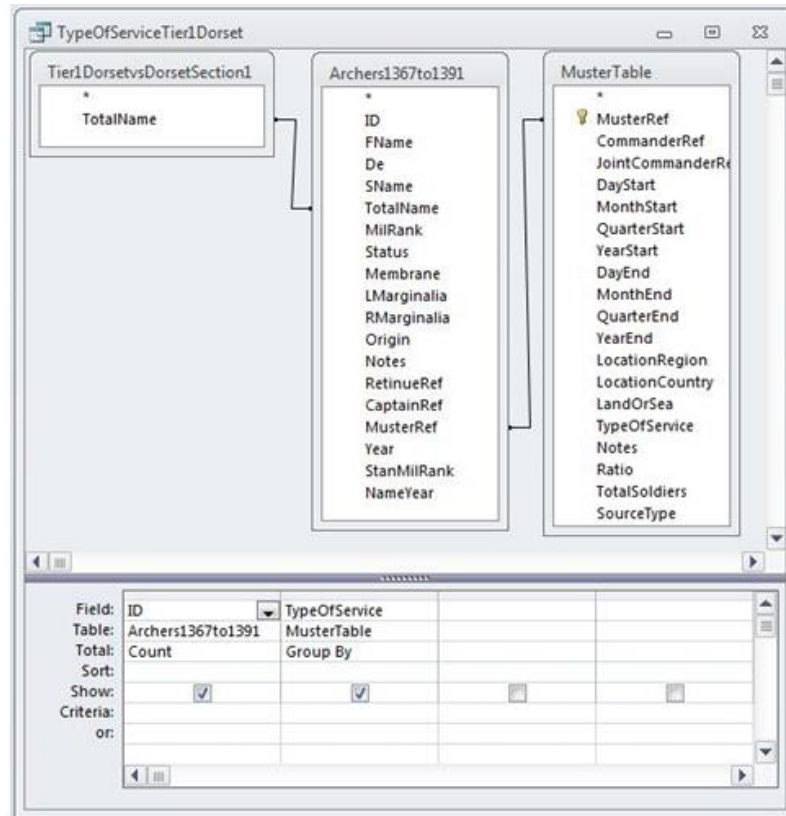 TypeOfServiceTier1Dorset
Tier1DorsetvsDorsetSection1
*
TotalName
Archers1367to1391
*
ID
FName
De
SName
TotalName
MilRank
Status
Membrane
LMarginalia
RMarginalia
Origin
Notes
RetinueRef
CaptainRef
MusterRef
Year
StanMilRank
NameYear
MusterTable
*
MusterRef
CommanderRef
JointCommanderRe
DayStart
MonthStart
QuarterStart
YearStart
DayEnd
MonthEnd
QuarterEnd
YearEnd
LocationRegion
LocationCountry
LandOrSea
TypeOfService
Notes
Ratio
TotalSoldiers
SourceType
Field: ID TypeOfService
Table: Archers1367to1391 MusterTable
Total: Count Group By
Sort:
Show:
Criteria:
or: